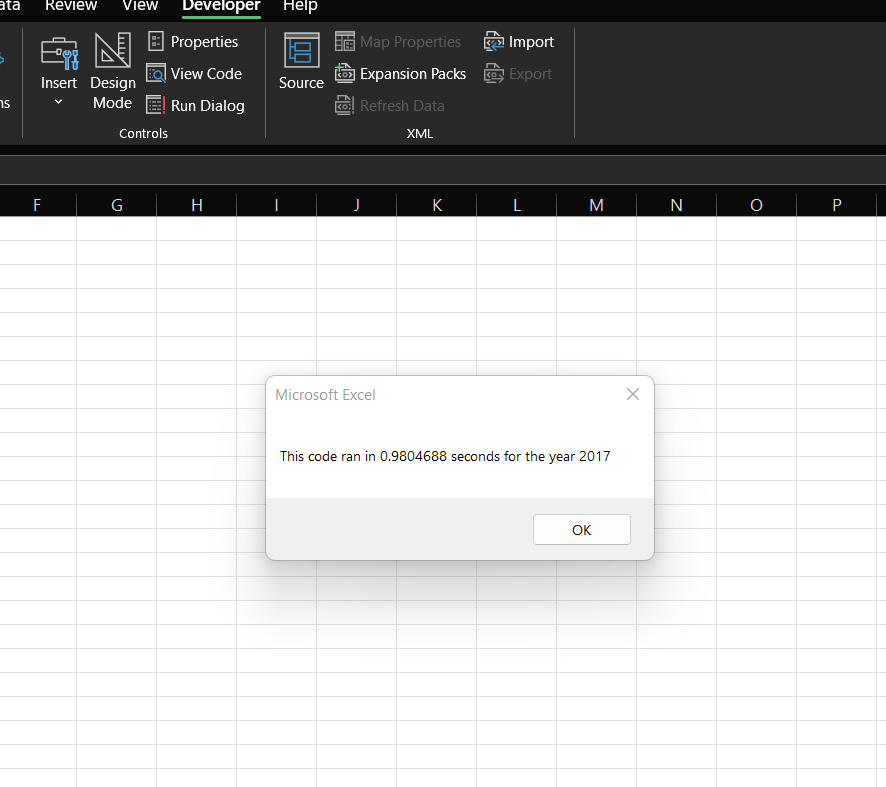 ata Review View Developer Help
ns
Insert
Design
Mode
Properties
View Code
Run Dialog
Controls
Source
Map Properties
Expansion Packs
Refresh Data
Import
Export
XML
F G H I J K L M N O P
Microsoft Excel
This code ran in 0.9804688 seconds for the year 2017
OK